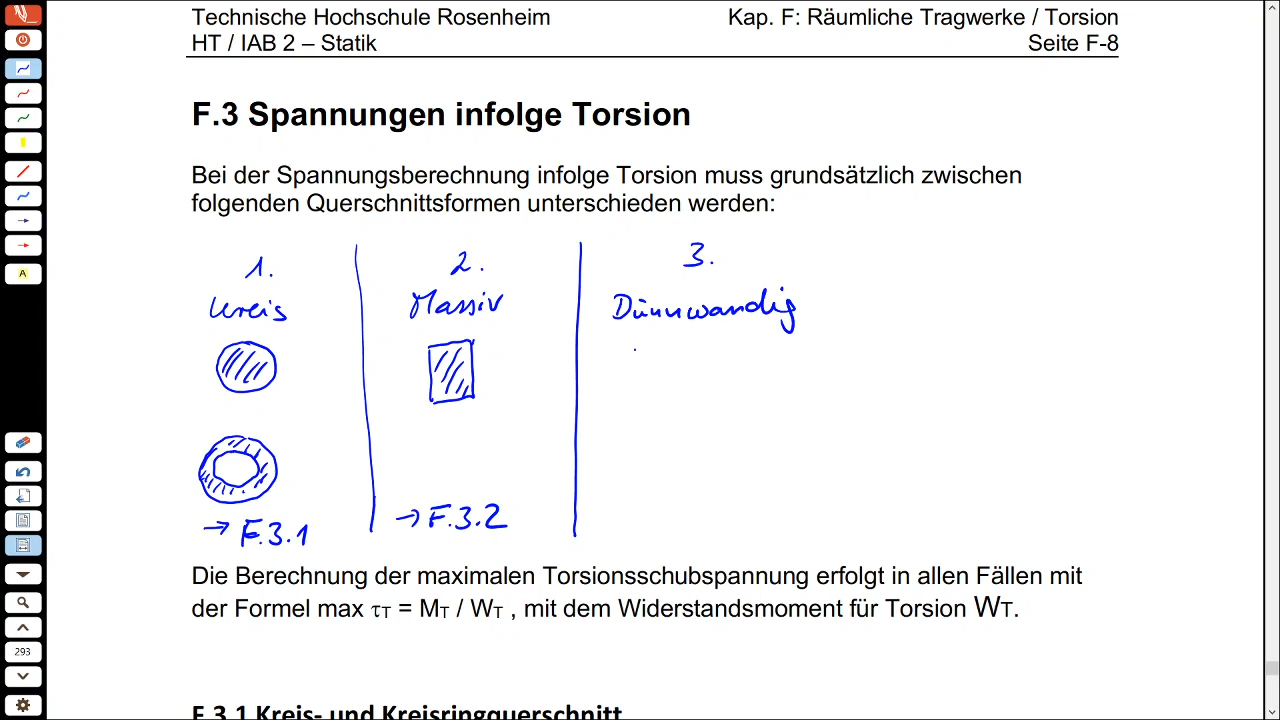 Technische Hochschule Rosenheim Kap. F: Räumliche Tragwerke / Torsion
HT / IAB 2 – Statik Seite F-8
F.3 Spannungen infolge Torsion
Bei der Spannungsberechnung infolge Torsion muss grundsätzlich zwischen
folgenden Querschnittsformen unterschieden werden:
1. 2. 3.
Kreis Massiv Dünnwandig
→ F.3.1 → F.3.2
Die Berechnung der maximalen Torsionsschubspannung erfolgt in allen Fällen mit
der Formel max τT = MT / WT , mit dem Widerstandsmoment für Torsion WT.
F.3.1 Kreis- und Kreisringquerschnitt
A
293